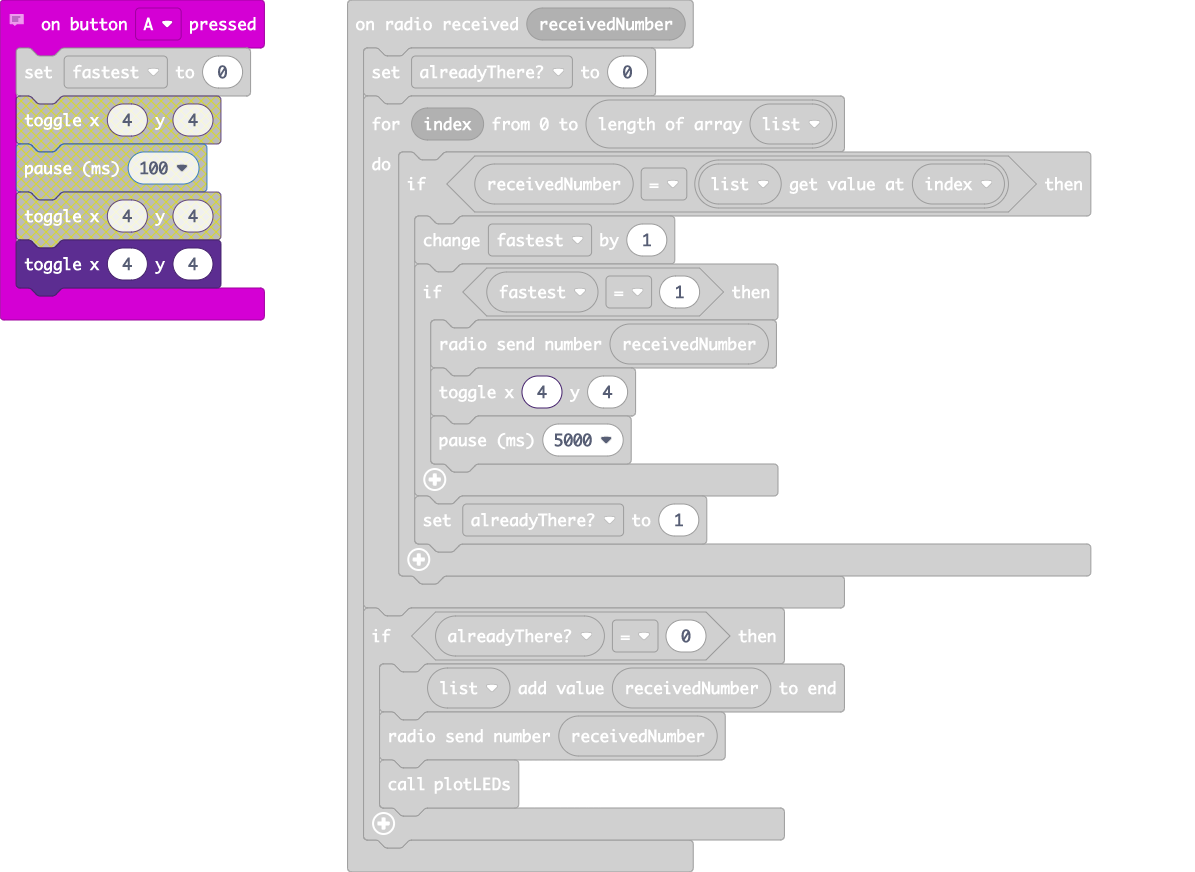 on button A pressed
set fastest to 0
toggle x 4 y 4
pause (ms) 100
toggle x 4 y 4
toggle x 4 y 4
on radio received receivedNumber
set alreadyThere? to 0
for index from 0 to length of array list
do
if receivedNumber = list get value at index then
change fastest by 1
if fastest = 1 then
radio send number receivedNumber
toggle x 4 y 4
pause (ms) 5000
set alreadyThere? to 1
if alreadyThere? = 0 then
list add value receivedNumber to end
radio send number receivedNumber
call plotLEDs